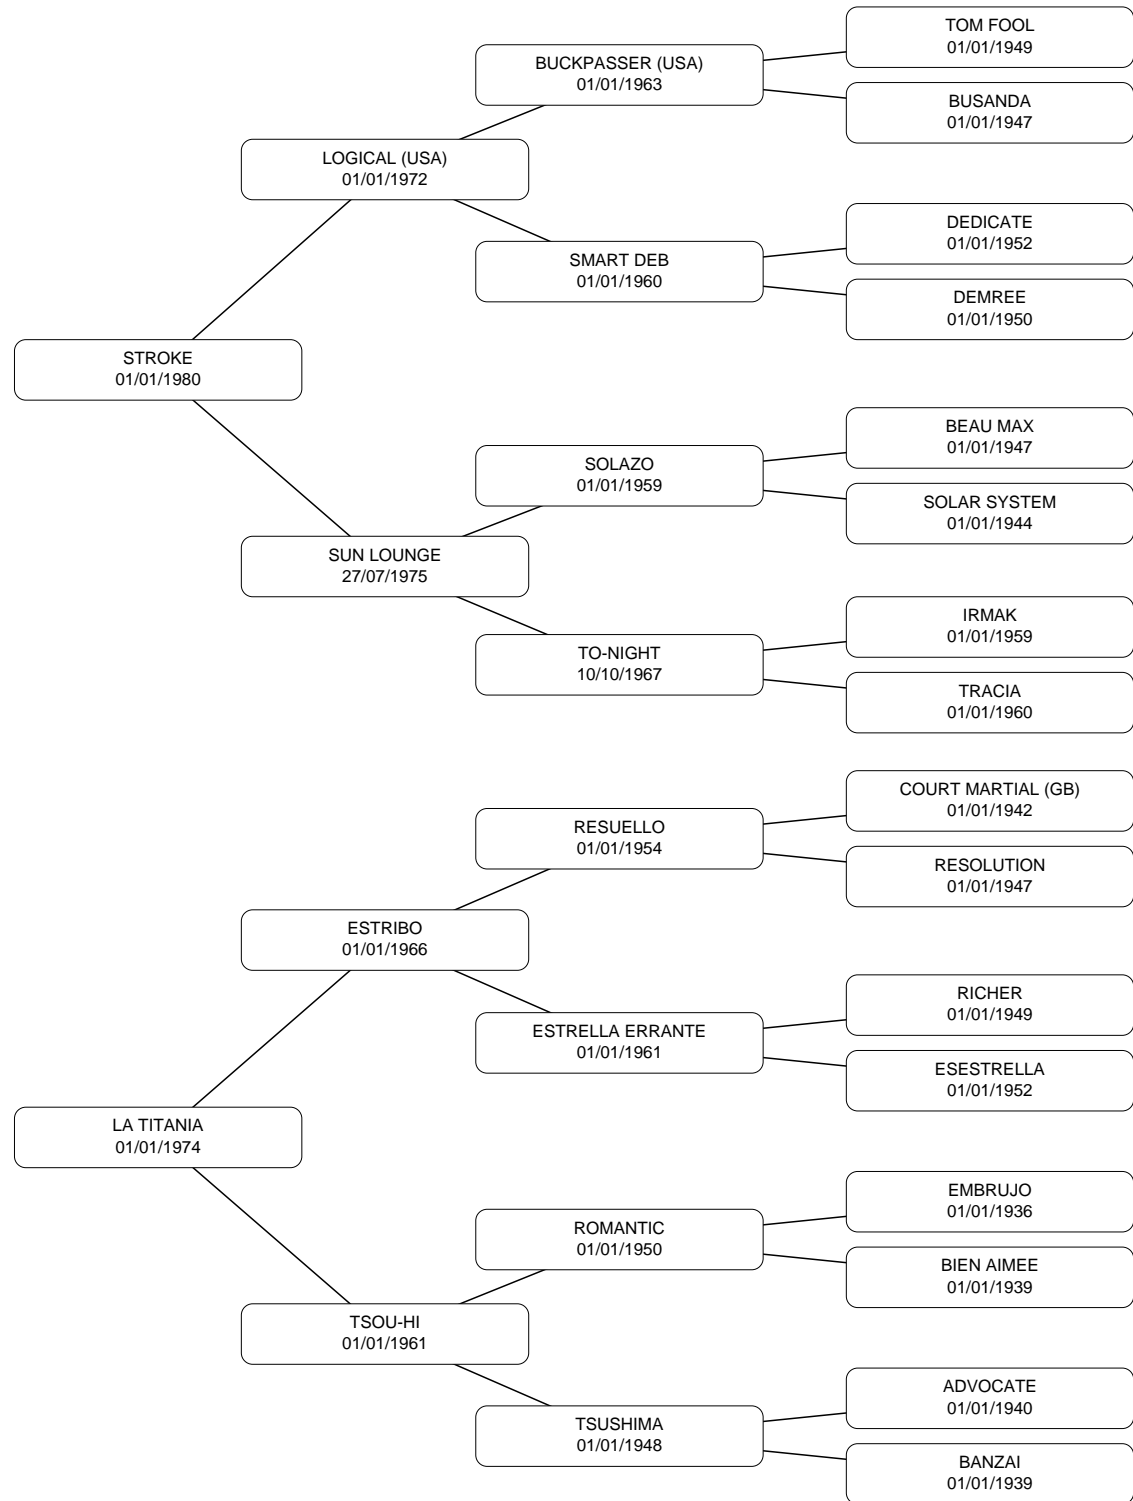 TOM FOOL
01/01/1949
BUCKPASSER (USA)
01/01/1963
BUSANDA
01/01/1947
LOGICAL (USA)
01/01/1972
DEDICATE
01/01/1952
SMART DEB
01/01/1960
DEMREE
01/01/1950
STROKE
01/01/1980
BEAU MAX
01/01/1947
SOLAZO
01/01/1959
SOLAR SYSTEM
01/01/1944
SUN LOUNGE
27/07/1975
IRMAK
01/01/1959
TO-NIGHT
10/10/1967
TRACIA
01/01/1960
COURT MARTIAL (GB)
01/01/1942
RESUELLO
01/01/1954
RESOLUTION
01/01/1947
ESTRIBO
01/01/1966
RICHER
01/01/1949
ESTRELLA ERRANTE
01/01/1961
ESESTRELLA
01/01/1952
LA TITANIA
01/01/1974
EMBRUJO
01/01/1936
ROMANTIC
01/01/1950
BIEN AIMEE
01/01/1939
TSOU-HI
01/01/1961
ADVOCATE
01/01/1940
TSUSHIMA
01/01/1948
BANZAI
01/01/1939